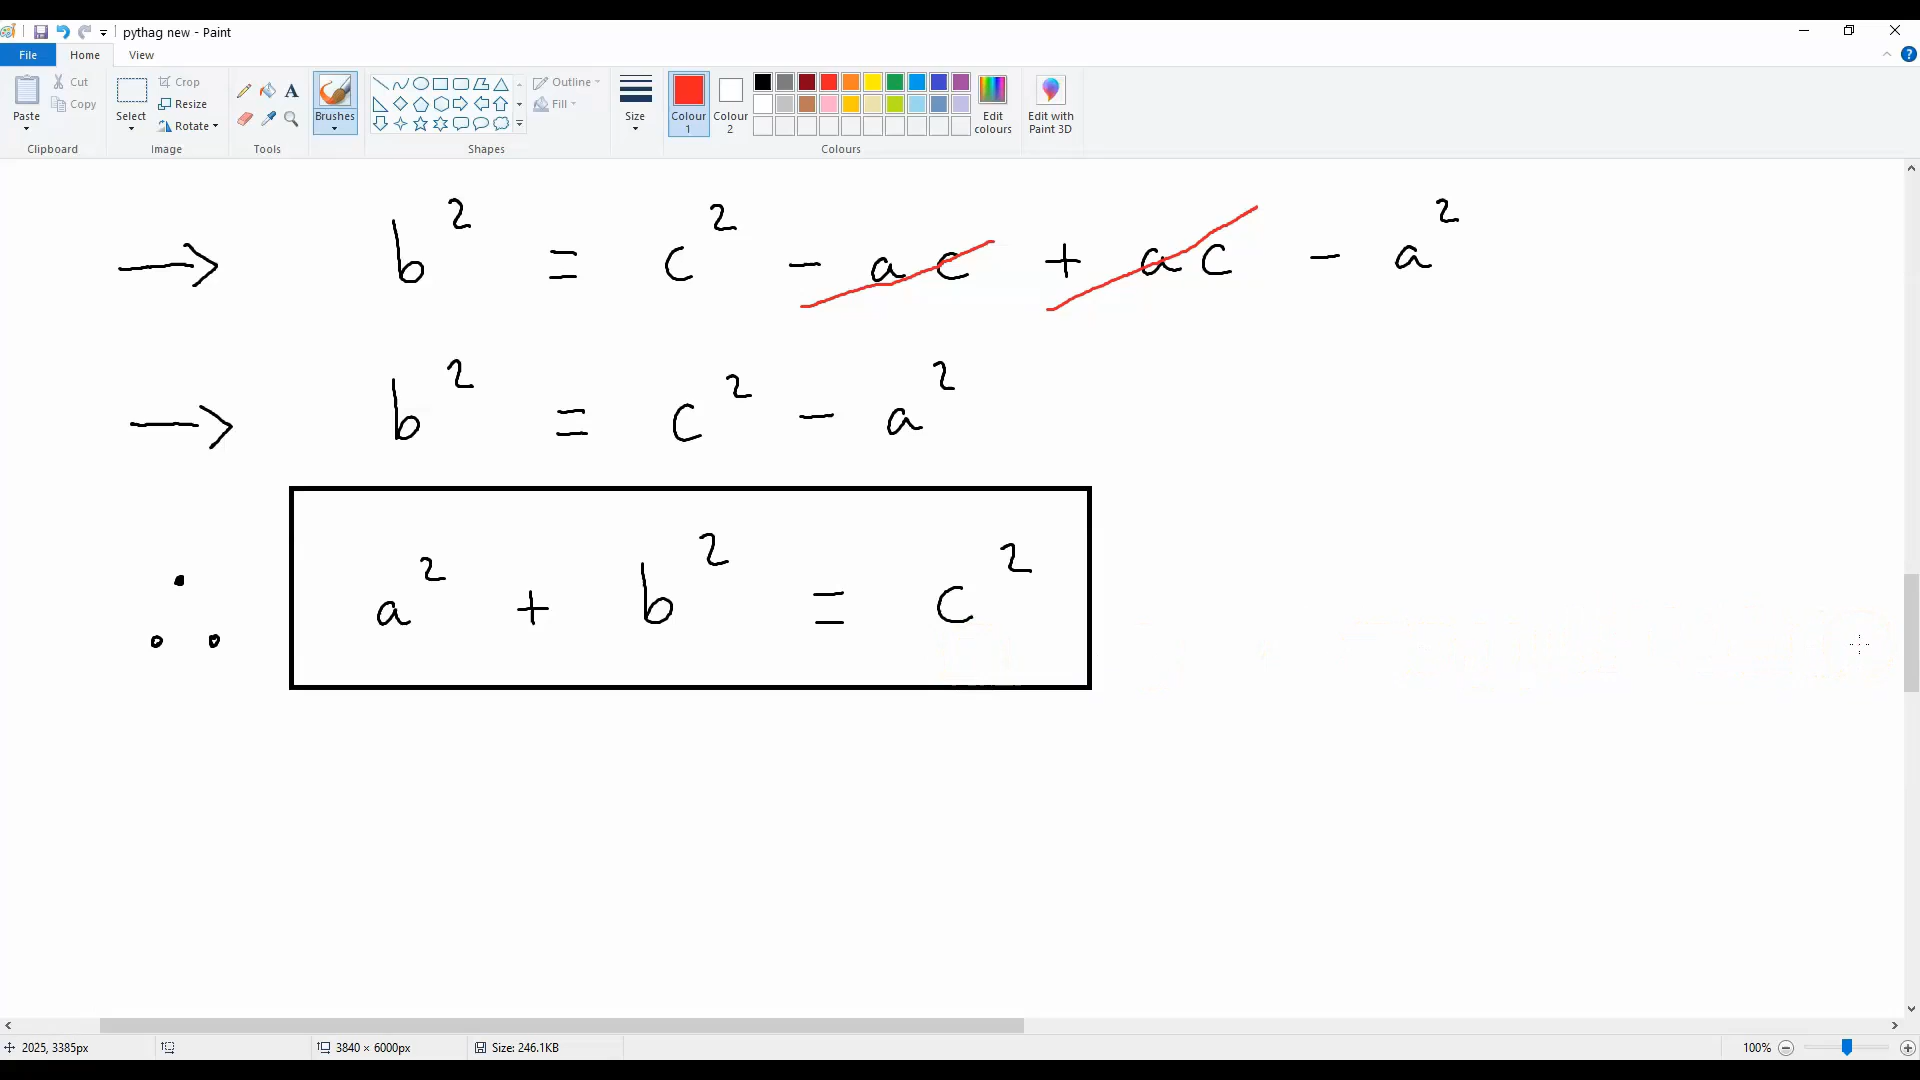 pythag new - Paint
File Home View
Paste Cut Copy Clipboard
Select Crop Resize Rotate Image
Tools
Brushes
Shapes Outline Fill
Size
Colour 1 Colour 2 Edit colours Colours
Edit with Paint 3D
→ b² = c² - ac + ac - a²
→ b² = c² - a²
∴ a² + b² = c²
2025, 3385px 3840 × 6000px Size: 246.1KB 100%